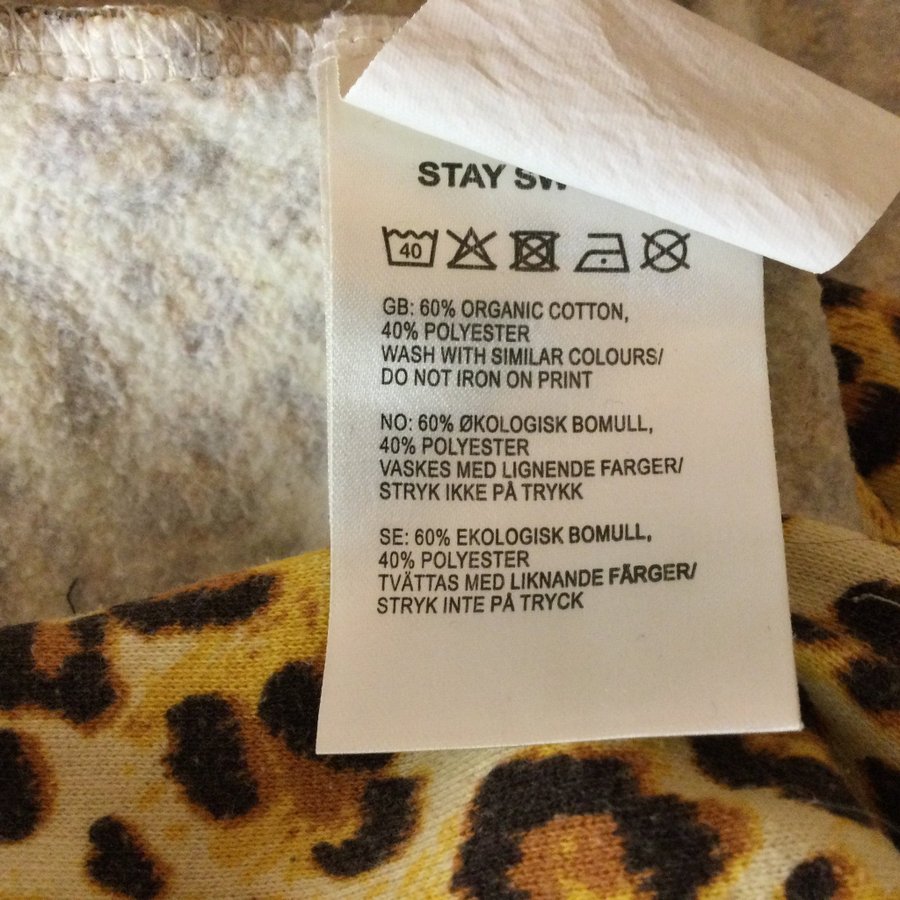 STAY
40
GB: 60% ORGANIC COTTON,
40% POLYESTER
WASH WITH SIMILAR COLOURS/
DO NOT IRON ON PRINT
NO: 60% ØKOLOGISK BOMULL,
40% POLYESTER
VASKES MED LIGNENDE FARGER/
STRYK IKKE PÅ TRYKK
SE: 60% EKOLOGISK BOMULL,
40% POLYESTER
TVÄTTAS MED LIKNANDE FÄRGER/
STRYK INTE PÅ TRYCK